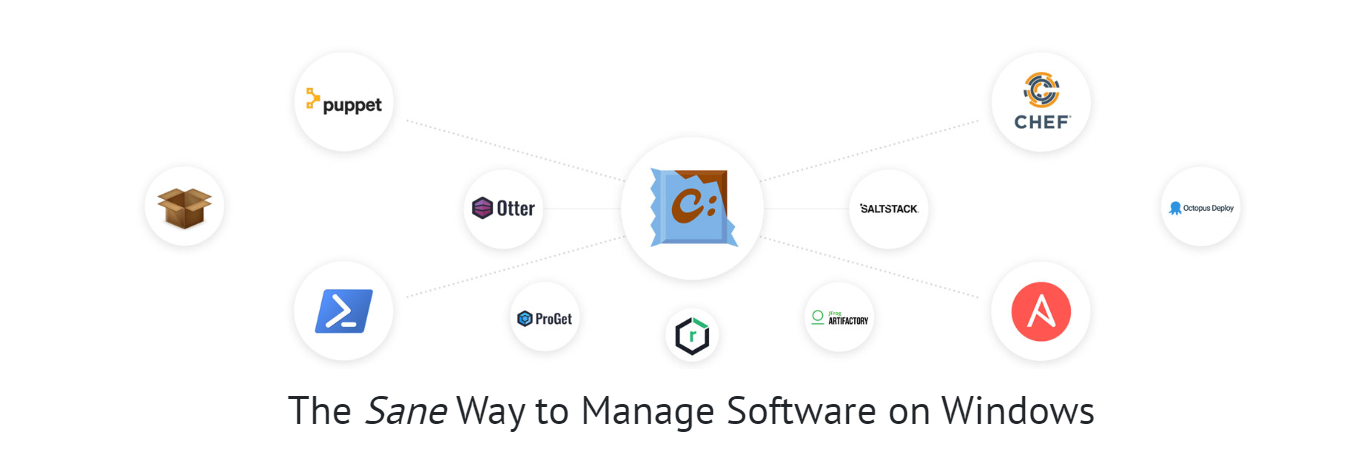 puppet
CHEF
Otter
C:
SALTSTACK
Octopus Deploy
ProGet
r
JFrog
ARTIFACTORY
The Sane Way to Manage Software on Windows